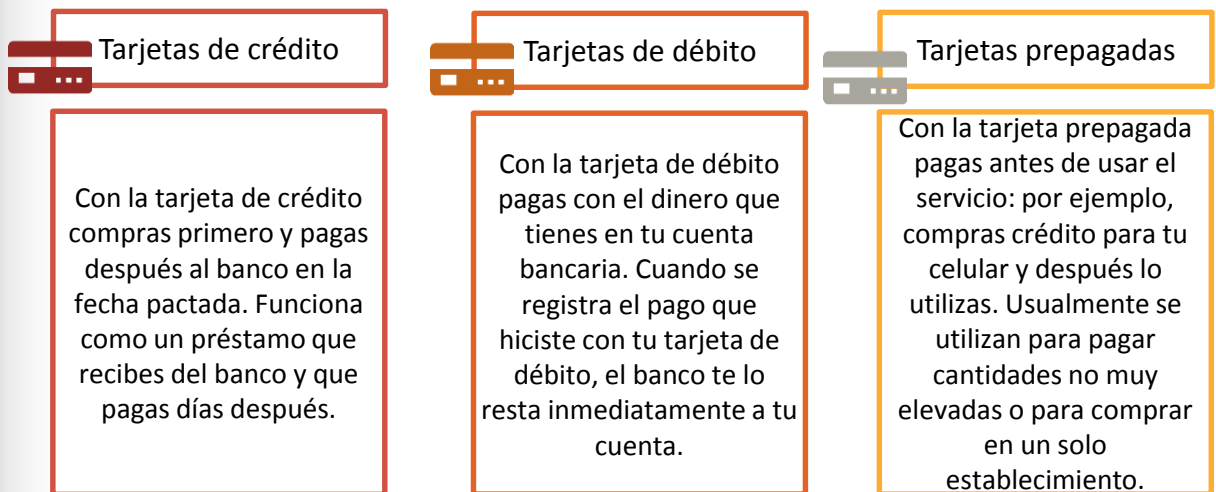 Tarjetas de crédito
Con la tarjeta de crédito
compras primero y pagas
después al banco en la
fecha pactada. Funciona
como un préstamo que
recibes del banco y que
pagas días después.
Tarjetas de débito
Con la tarjeta de débito
pagas con el dinero que
tienes en tu cuenta
bancaria. Cuando se
registra el pago que
hiciste con tu tarjeta de
débito, el banco te lo
resta inmediatamente a tu
cuenta.
Tarjetas prepagadas
Con la tarjeta prepagada
pagas antes de usar el
servicio: por ejemplo,
compras crédito para tu
celular y después lo
utilizas. Usualmente se
utilizan para pagar
cantidades no muy
elevadas o para comprar
en un solo
establecimiento.